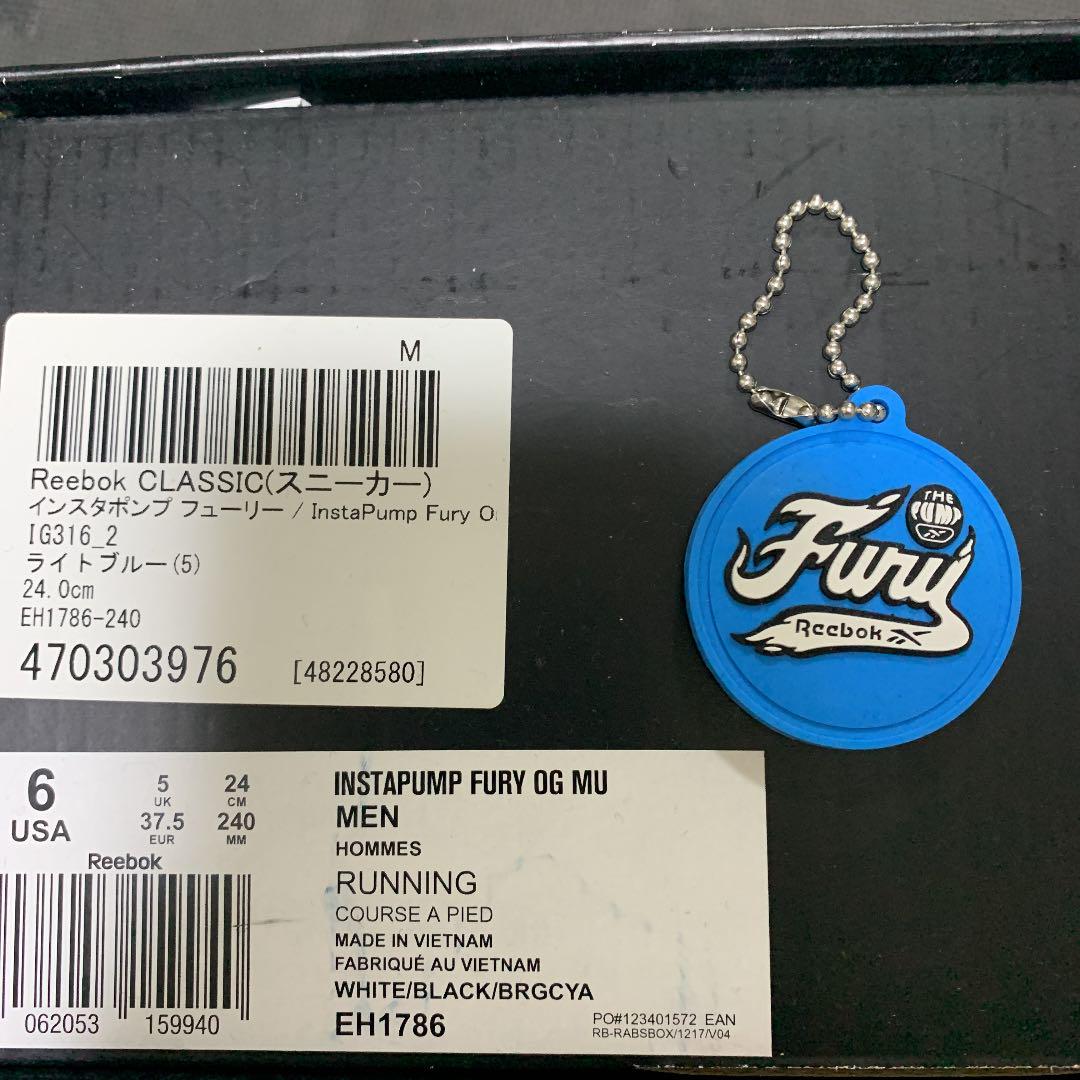 M
Reebok CLASSIC(スニーカー)
インスタポンプ フューリー / InstaPump Fury O
IG316_2
ライトブルー(5)
24.0cm
EH1786-240
470303976 [48228580]
THE
PUMP
Fury
Reebok
6
USA
5
UK
37.5
EUR
24
CM
240
MM
Reebok
062053 159940
INSTAPUMP FURY OG MU
MEN
HOMMES
RUNNING
COURSE A PIED
MADE IN VIETNAM
FABRIQUÉ AU VIETNAM
WHITE/BLACK/BRGCYA
EH1786
PO#123401572 EAN
RB-RABSBOX/1217/V04